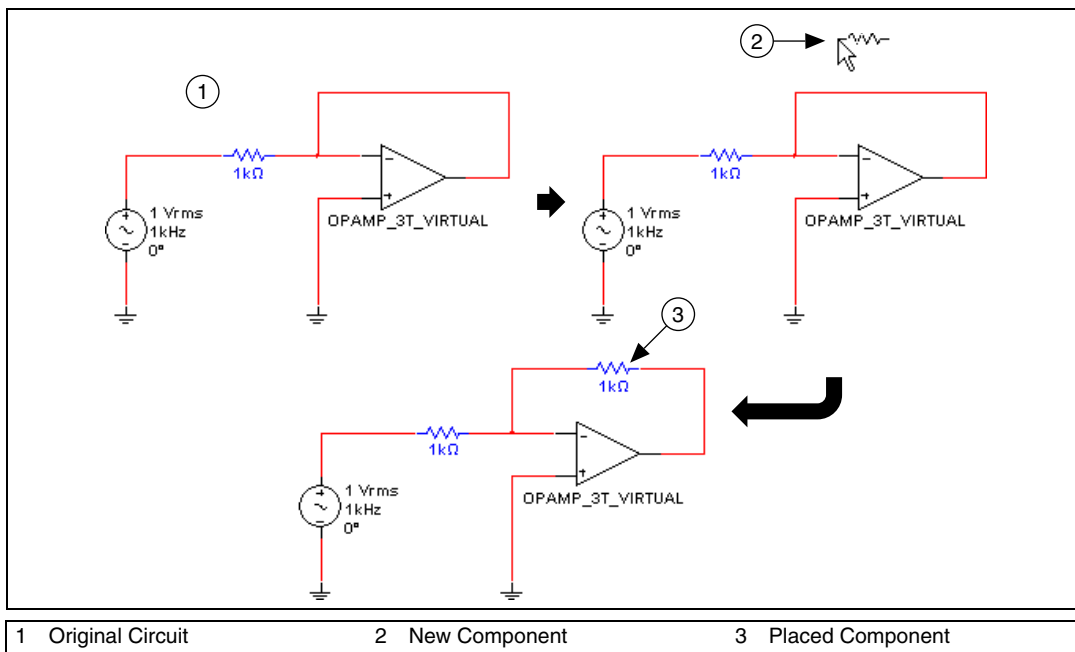 2
1
1kΩ
1 Vrms
1kHz
0°
OPAMP_3T_VIRTUAL
1kΩ
1 Vrms
1kHz
0°
OPAMP_3T_VIRTUAL
3
1kΩ
1kΩ
1 Vrms
1kHz
0°
OPAMP_3T_VIRTUAL
1 Original Circuit 2 New Component 3 Placed Component